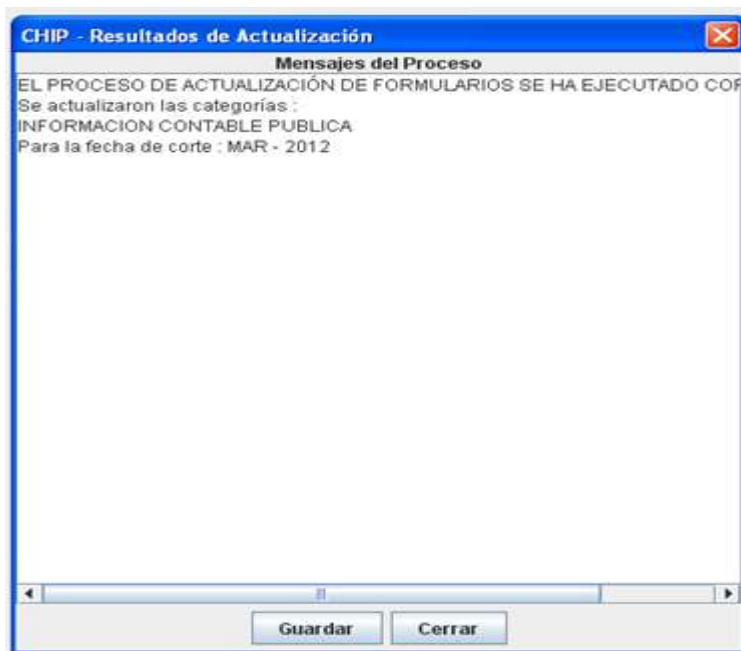 CHIP - Resultados de Actualización
Mensajes del Proceso
EL PROCESO DE ACTUALIZACIÓN DE FORMULARIOS SE HA EJECUTADO COR
Se actualizaron las categorías :
INFORMACION CONTABLE PUBLICA
Para la fecha de corte : MAR - 2012
Guardar Cerrar